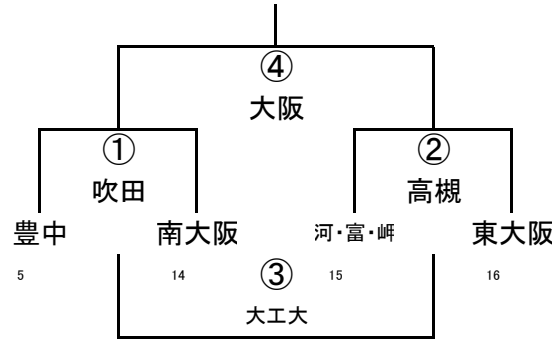 ④
大阪
① ②
吹田 高槻
豊中 南大阪 河・富・岬 東大阪
5 14 ③ 15 16
大工大